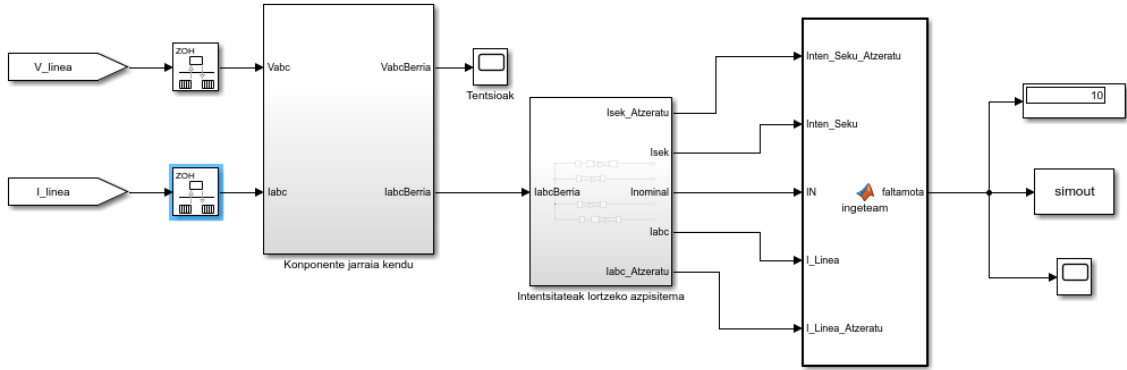 V_linea
ZOH
Vabc
VabcBerria
Tentsioak
I_linea
ZOH
Iabc
IabcBerria
Konponente jarraia kendu
IabcBerria
Isek_Atzeratu
Isek
Inominal
Iabc
Iabc_Atzeratu
Intentsitateak lortzeko azpisitema
Inten_Seku_Atzeratu
Inten_Seku
IN
I_Linea
I_Linea_Atzeratu
ingeteam
faltamota
10
simout